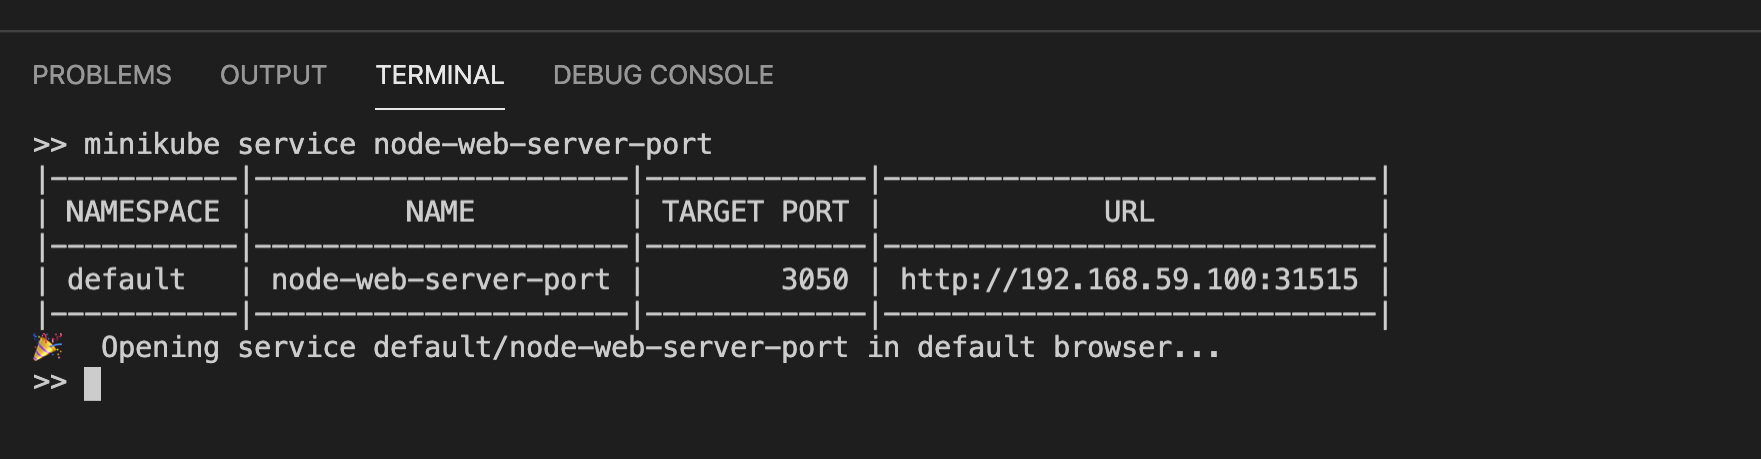 PROBLEMS OUTPUT TERMINAL DEBUG CONSOLE
>> minikube service node-web-server-port
|-----------|----------------------|-------------|-----------------------------|
| NAMESPACE | NAME | TARGET PORT | URL |
|-----------|----------------------|-------------|-----------------------------|
| default | node-web-server-port | 3050 | http://192.168.59.100:31515 |
|-----------|----------------------|-------------|-----------------------------|
🎉 Opening service default/node-web-server-port in default browser...
>>